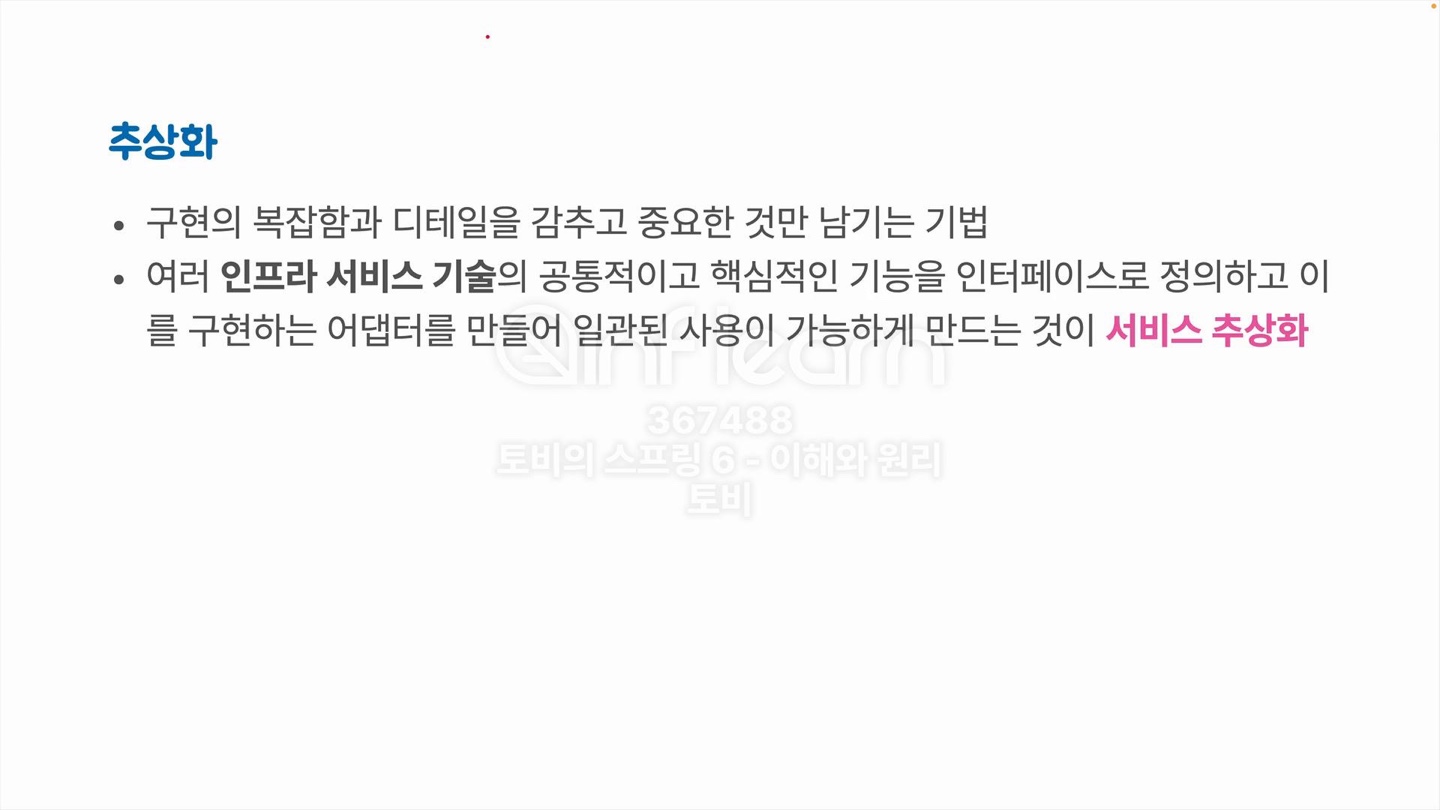 추상화
• 구현의 복잡함과 디테일을 감추고 중요한 것만 남기는 기법
• 여러 인프라 서비스 기술의 공통적이고 핵심적인 기능을 인터페이스로 정의하고 이
를 구현하는 어댑터를 만들어 일관된 사용이 가능하게 만드는 것이 서비스 추상화
inflearn
367488
토비의 스프링 6 - 이해와 원리
토비